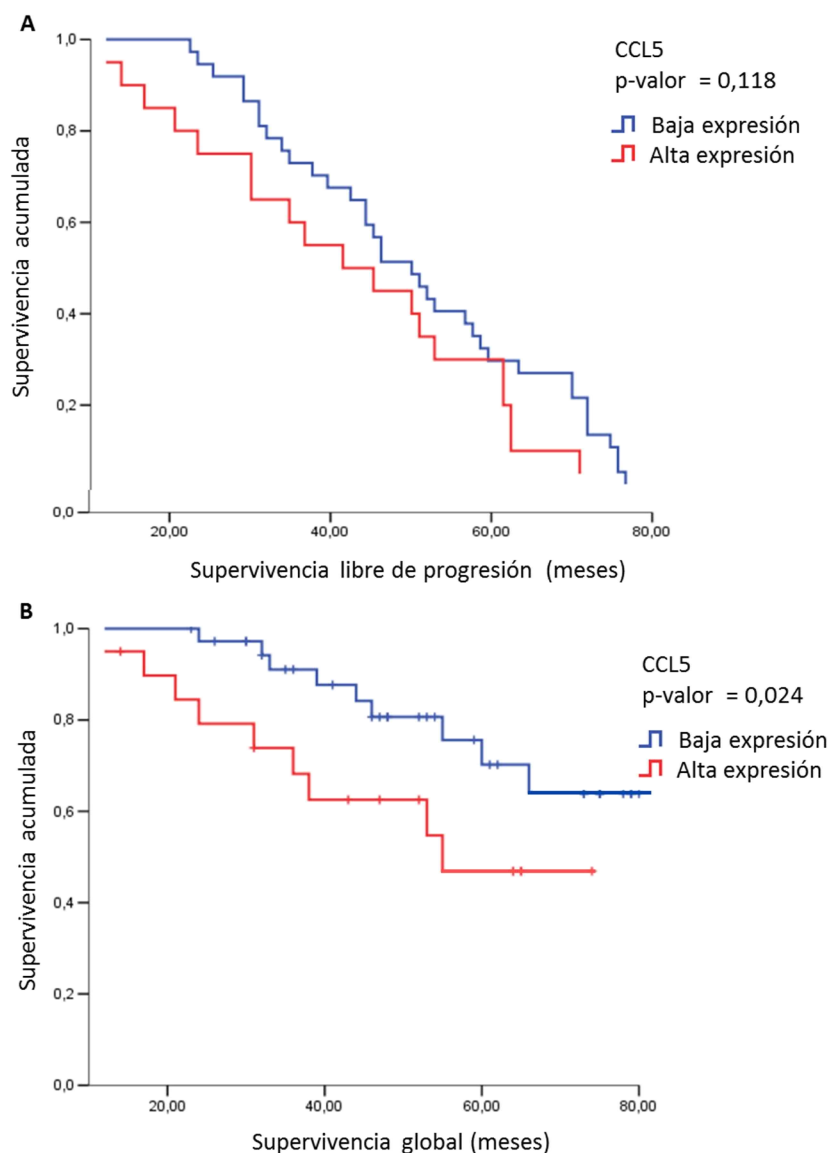 A
CCL5
p-valor = 0,118
Baja expresión
Alta expresión
Supervivencia acumulada
1,0
0,8
0,6
0,4
0,2
0,0
20,00 40,00 60,00 80,00
Supervivencia libre de progresión (meses)
B
CCL5
p-valor = 0,024
Baja expresión
Alta expresión
Supervivencia acumulada
1,0
0,8
0,6
0,4
0,2
0,0
20,00 40,00 60,00 80,00
Supervivencia global (meses)